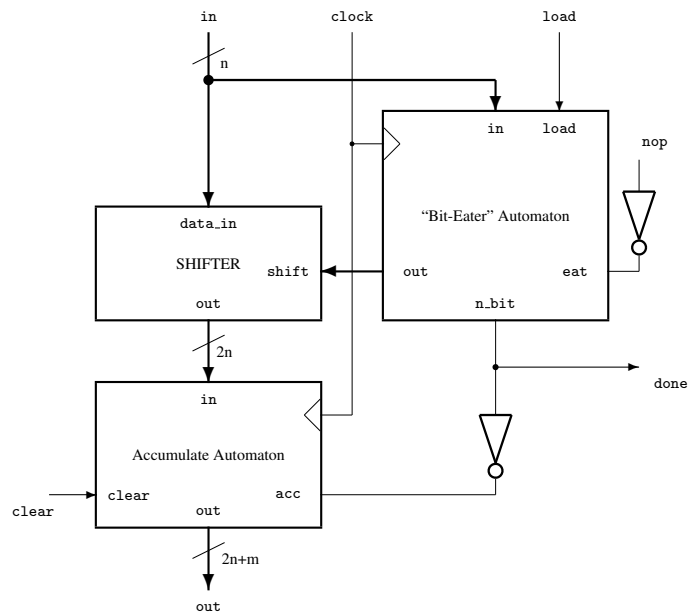 in
clock
load
n
in
load
nop
data_in
“Bit-Eater” Automaton
SHIFTER
shift
out
eat
out
n_bit
2n
done
in
Accumulate Automaton
clear
acc
clear
out
2n+m
out